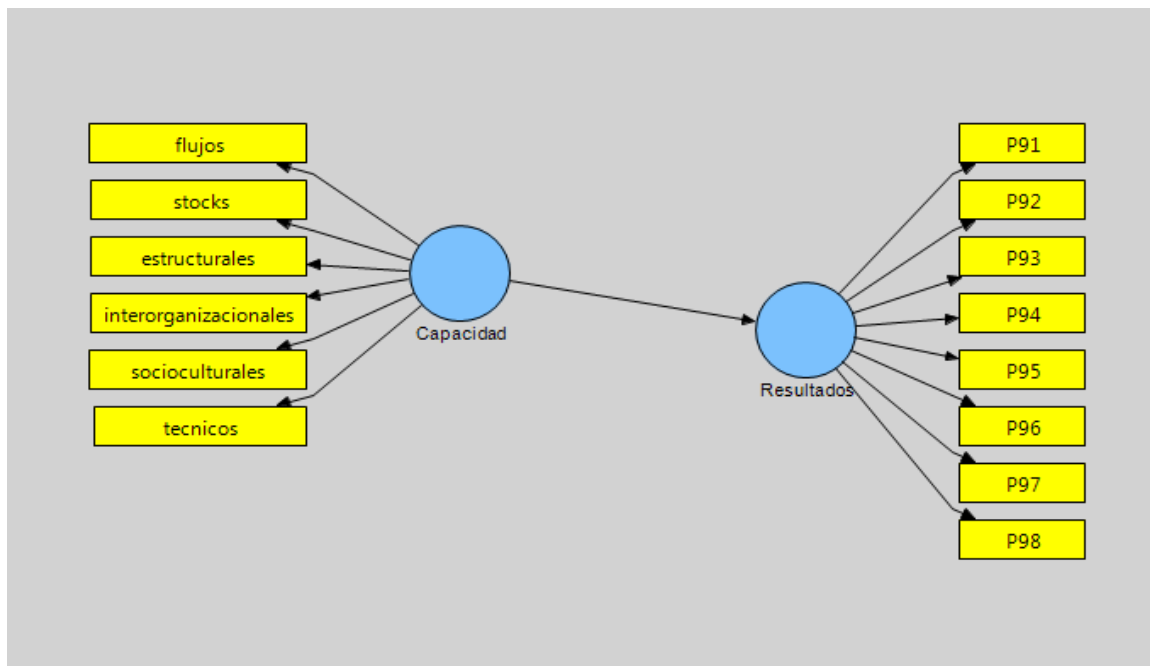 flujos
stocks
estructurales
interorganizacionales
socioculturales
tecnicos
Capacidad
Resultados
P91
P92
P93
P94
P95
P96
P97
P98